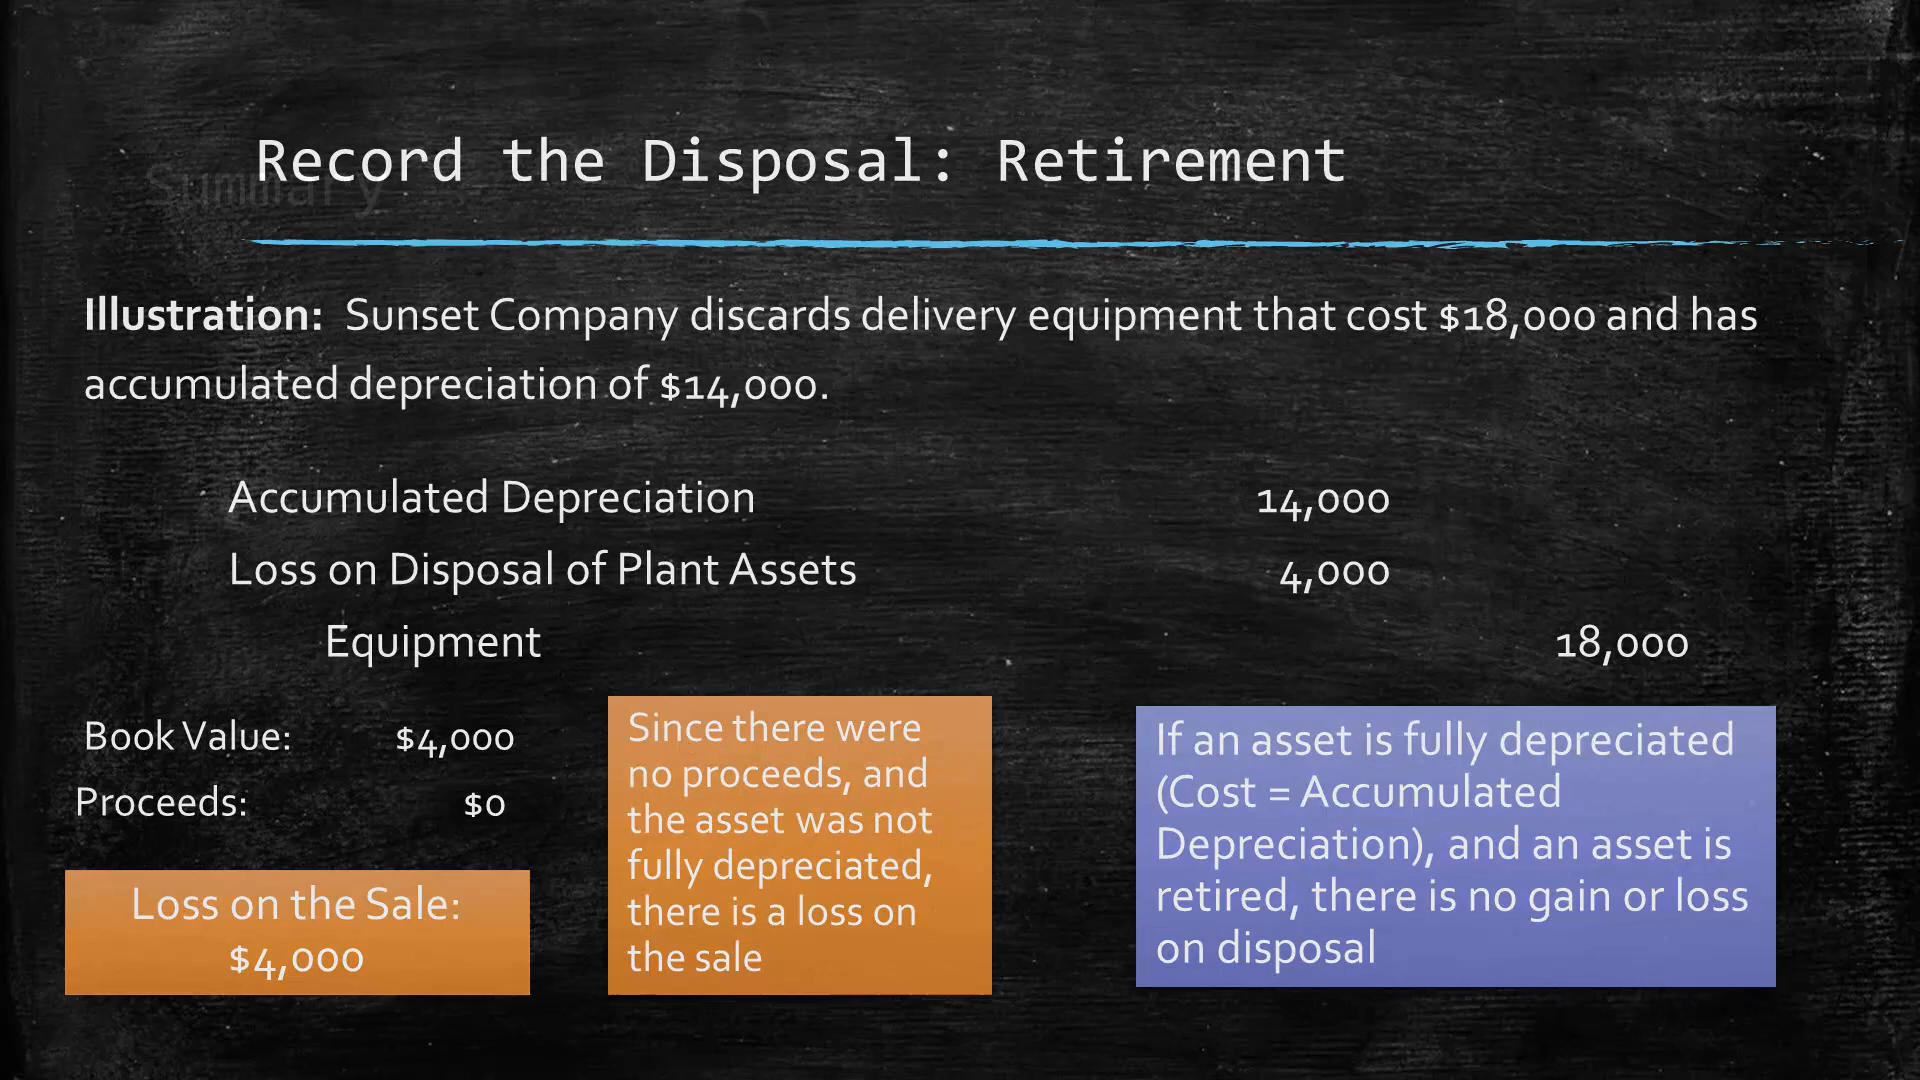 Record the Disposal: Retirement
Summary
Illustration: Sunset Company discards delivery equipment that cost $18,000 and has
accumulated depreciation of $14,000.
Accumulated Depreciation 14,000
Loss on Disposal of Plant Assets 4,000
Equipment 18,000
Book Value: $4,000
Proceeds: $0
Loss on the Sale:
$4,000
Since there were
no proceeds, and
the asset was not
fully depreciated,
there is a loss on
the sale
If an asset is fully depreciated
(Cost = Accumulated
Depreciation), and an asset is
retired, there is no gain or loss
on disposal